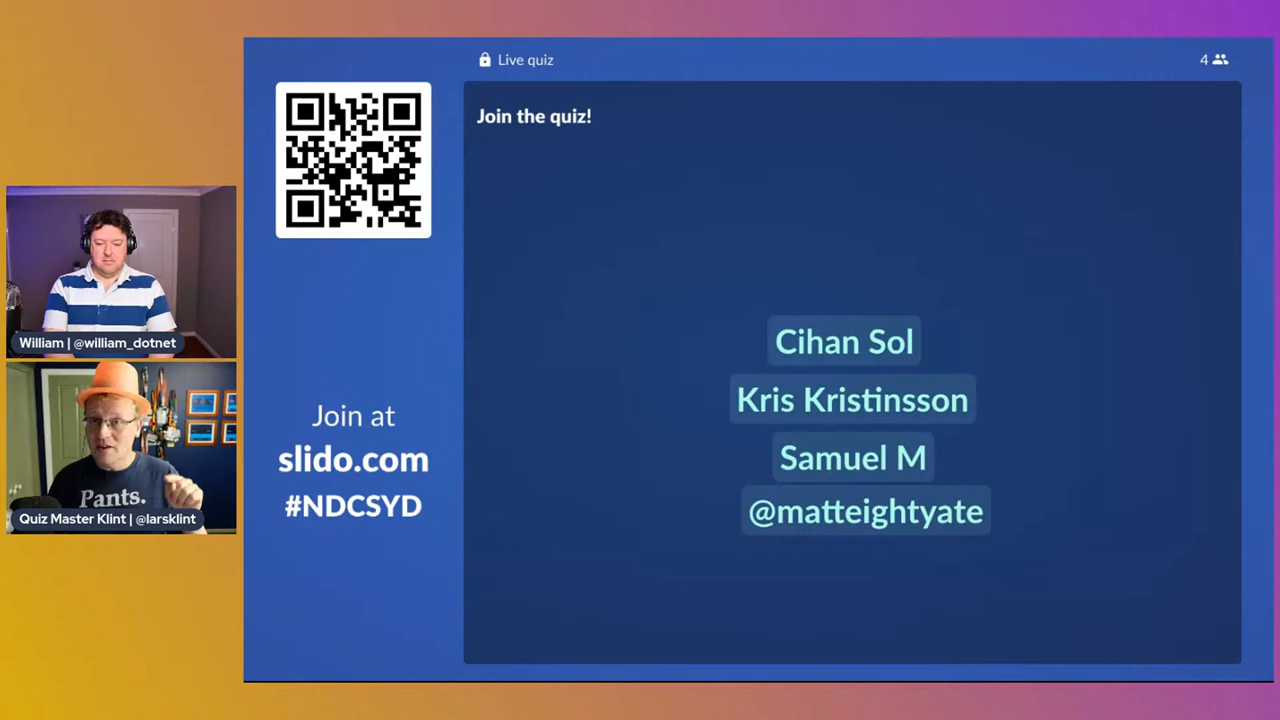 Live quiz
4
Join the quiz!
Cihan Sol
Kris Kristinsson
Samuel M
@matteightyate
Join at
slido.com
#NDCSYD
William | @william_dotnet
Pants.
Quiz Master Klint | @larsklint